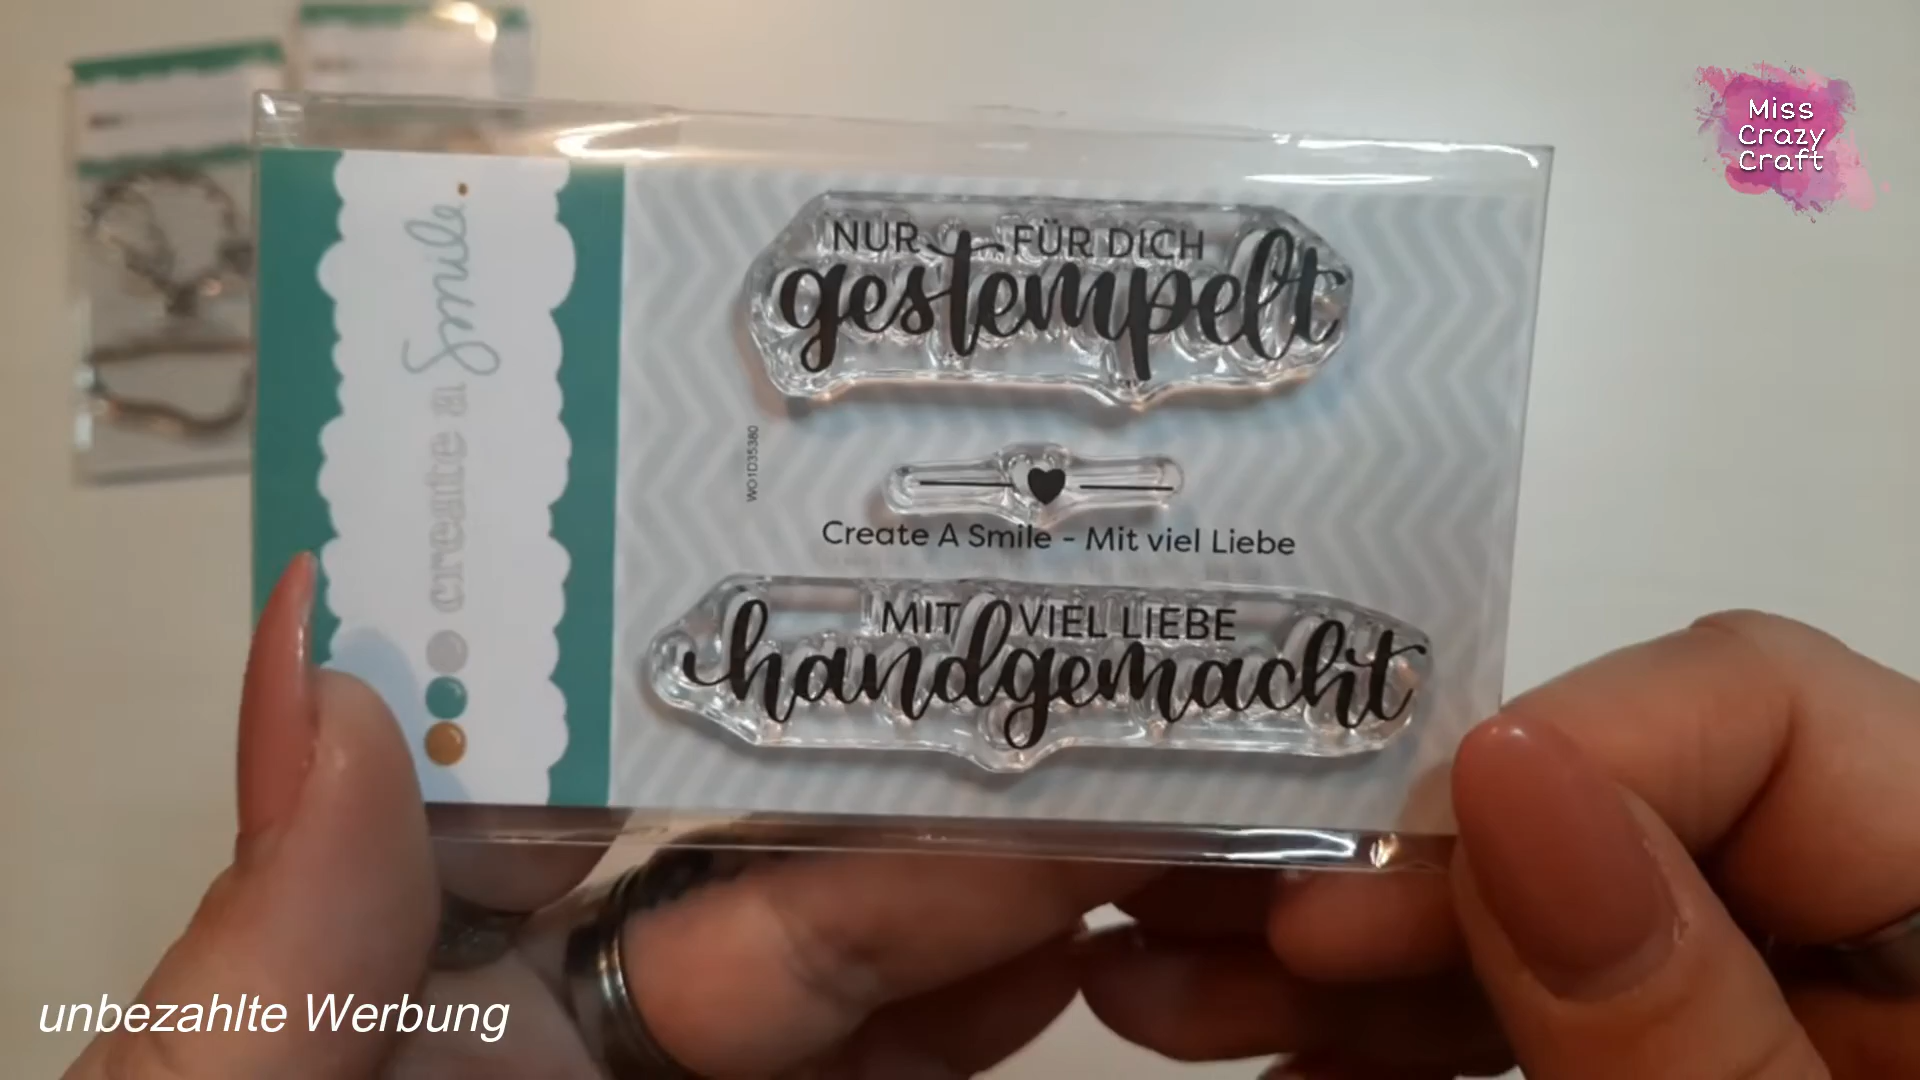 Miss
Crazy
Craft
create a Smile.
NUR FÜR DICH
gestempelt
WO1D35380
Create A Smile - Mit viel Liebe
MIT VIEL LIEBE
handgemacht
unbezahlte Werbung